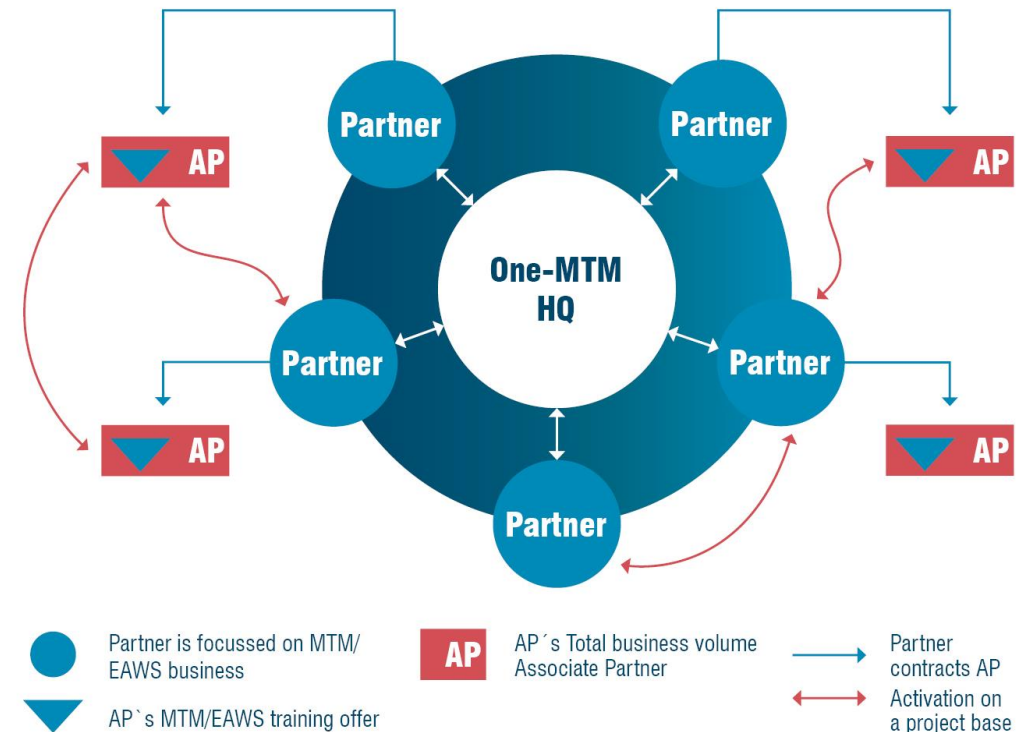 Partner
Partner
AP
AP
One-MTM
HQ
Partner
Partner
AP
AP
Partner
Partner is focussed on MTM/
EAWS business
AP`s MTM/EAWS training offer
AP
AP´s Total business volume
Associate Partner
Partner
contracts AP
Activation on
a project base